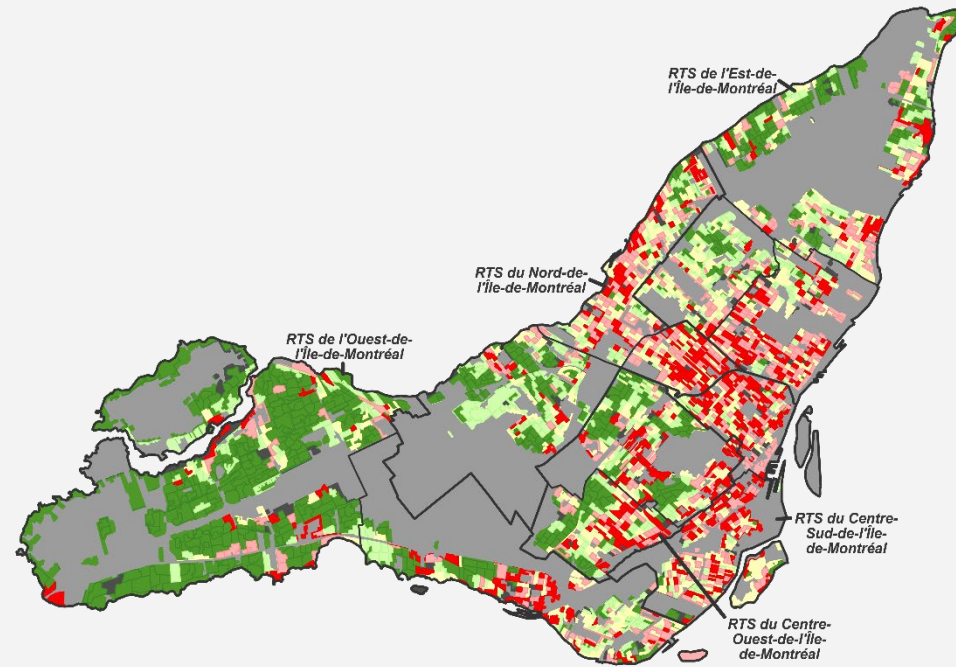 RTS de l'Est-de-
l'Île-de-Montréal
RTS du Nord-de-
l'Île-de-Montréal
RTS de l'Ouest-de-
l'Île-de-Montréal
RTS du Centre-
Sud-de-l'Île-
de-Montréal
RTS du Centre-
Ouest-de-l'Île-
de-Montréal